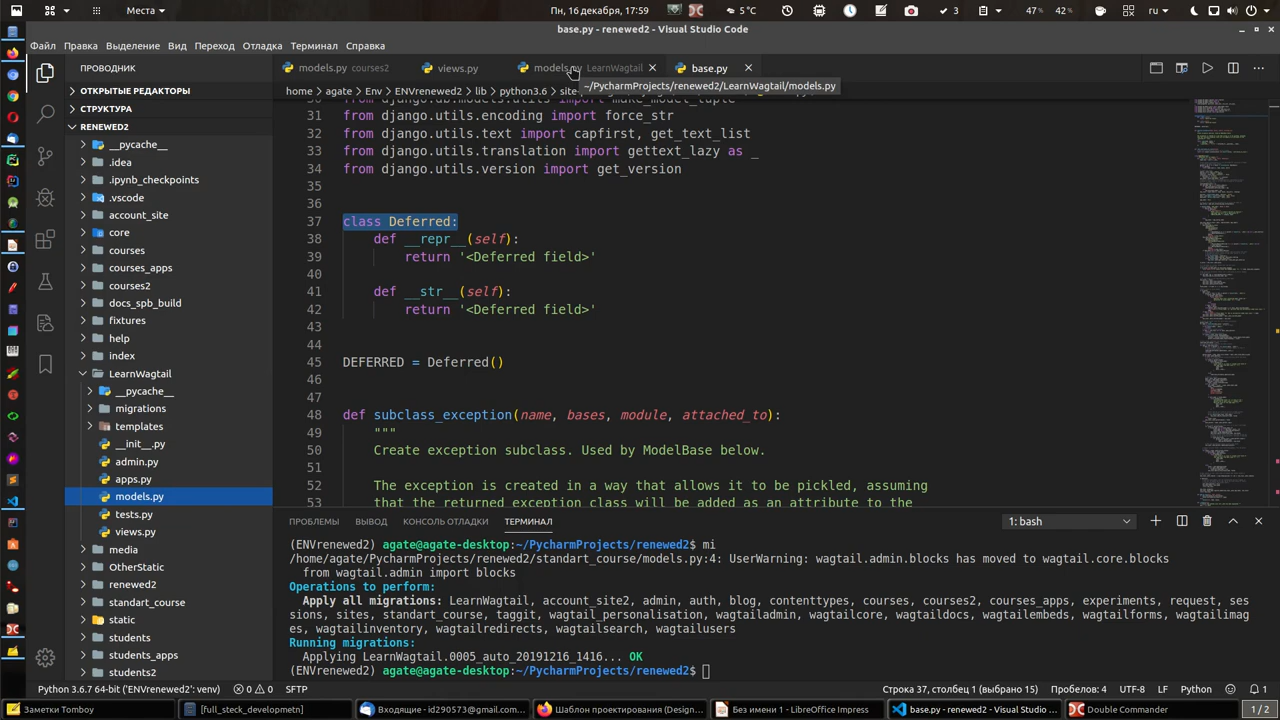 Места
Пн, 16 декабря, 17:59
5 °C
3
47%
42%
ru
base.py - renewed2 - Visual Studio Code
Файл Правка Выделение Вид Переход Отладка Терминал Справка
ПРОВОДНИК
models.py courses2
views.py
models.py LearnWagtail
base.py
~/PycharmProjects/renewed2/LearnWagtail/models.py
home > agate > Env > ENVrenewed2 > lib > python3.6 > site
ОТКРЫТЫЕ РЕДАКТОРЫ
СТРУКТУРА
RENEWED2
__pycache__
.idea
.ipynb_checkpoints
.vscode
account_site
core
courses
courses_apps
courses2
docs_spb_build
fixtures
help
index
LearnWagtail
__pycache__
migrations
templates
__init__.py
admin.py
apps.py
models.py
tests.py
views.py
media
OtherStatic
renewed2
standart_course
static
students
students_apps
students2
30 from django.db.models.utils import make_model_tuple
31 from django.utils.encoding import force_str
32 from django.utils.text import capfirst, get_text_list
33 from django.utils.translation import gettext_lazy as _
34 from django.utils.version import get_version
35
36
37 class Deferred:
38 def __repr__(self):
39 return '<Deferred field>'
40
41 def __str__(self):
42 return '<Deferred field>'
43
44
45 DEFERRED = Deferred()
46
47
48 def subclass_exception(name, bases, module, attached_to):
49 """
50 Create exception subclass. Used by ModelBase below.
51
52 The exception is created in a way that allows it to be pickled, assuming
53 that the returned exception class will be added as an attribute to the
ПРОБЛЕМЫ ВЫВОД КОНСОЛЬ ОТЛАДКИ ТЕРМИНАЛ
1: bash
(ENVrenewed2) agate@agate-desktop:~/PycharmProjects/renewed2$ mi
/home/agate/PycharmProjects/renewed2/standart_course/models.py:4: UserWarning: wagtail.admin.blocks has moved to wagtail.core.blocks
from wagtail.admin import blocks
Operations to perform:
Apply all migrations: LearnWagtail, account_site2, admin, auth, blog, contenttypes, courses, courses2, courses_apps, experiments, request, ses
sions, sites, standart_course, taggit, wagtail_personalisation, wagtailadmin, wagtailcore, wagtaildocs, wagtailembeds, wagtailforms, wagtailimag
es, wagtailinventory, wagtailredirects, wagtailsearch, wagtailusers
Running migrations:
Applying LearnWagtail.0005_auto_20191216_1416... OK
(ENVrenewed2) agate@agate-desktop:~/PycharmProjects/renewed2$
Python 3.6.7 64-bit ('ENVrenewed2': venv)
0 0
SFTP
Строка 37, столбец 1 (выбрано 15)
Пробелов: 4
UTF-8
LF
Python
1
Заметки Tomboy
[full_steck_developmetn]
Входящие - id290573@gmail.com...
Шаблон проектирования (Design...
Без имени 1 - LibreOffice Impress
base.py - renewed2 - Visual Studi...
Double Commander
1 / 2